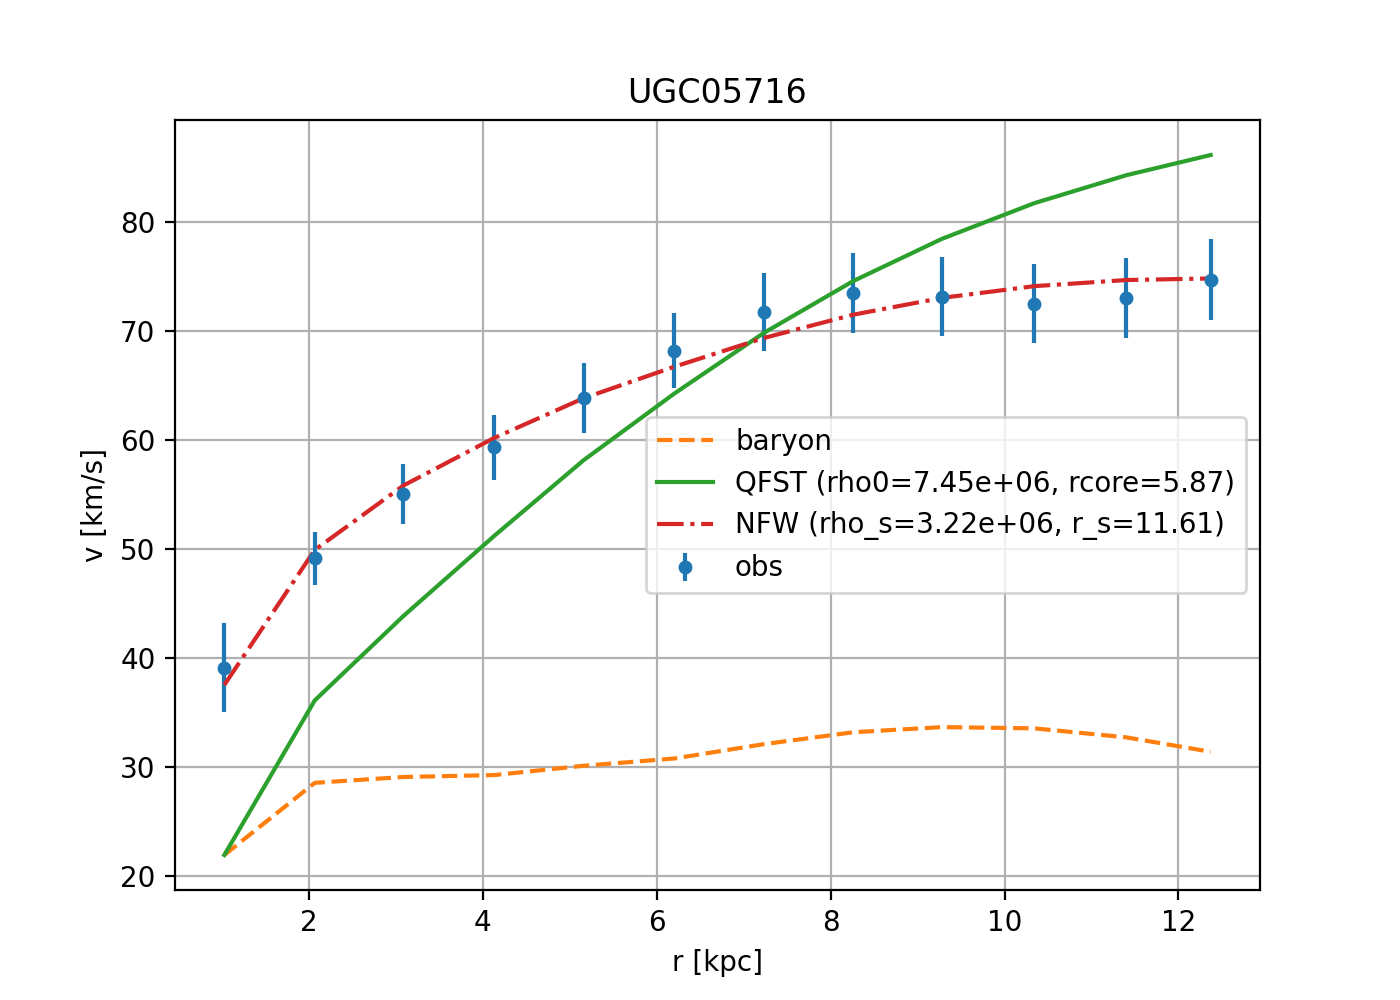 UGC05716
v [km/s]
80
70
60
50
40
30
20
baryon
QFST (rho0=7.45e+06, rcore=5.87)
NFW (rho_s=3.22e+06, r_s=11.61)
obs
2 4 6 8 10 12
r [kpc]